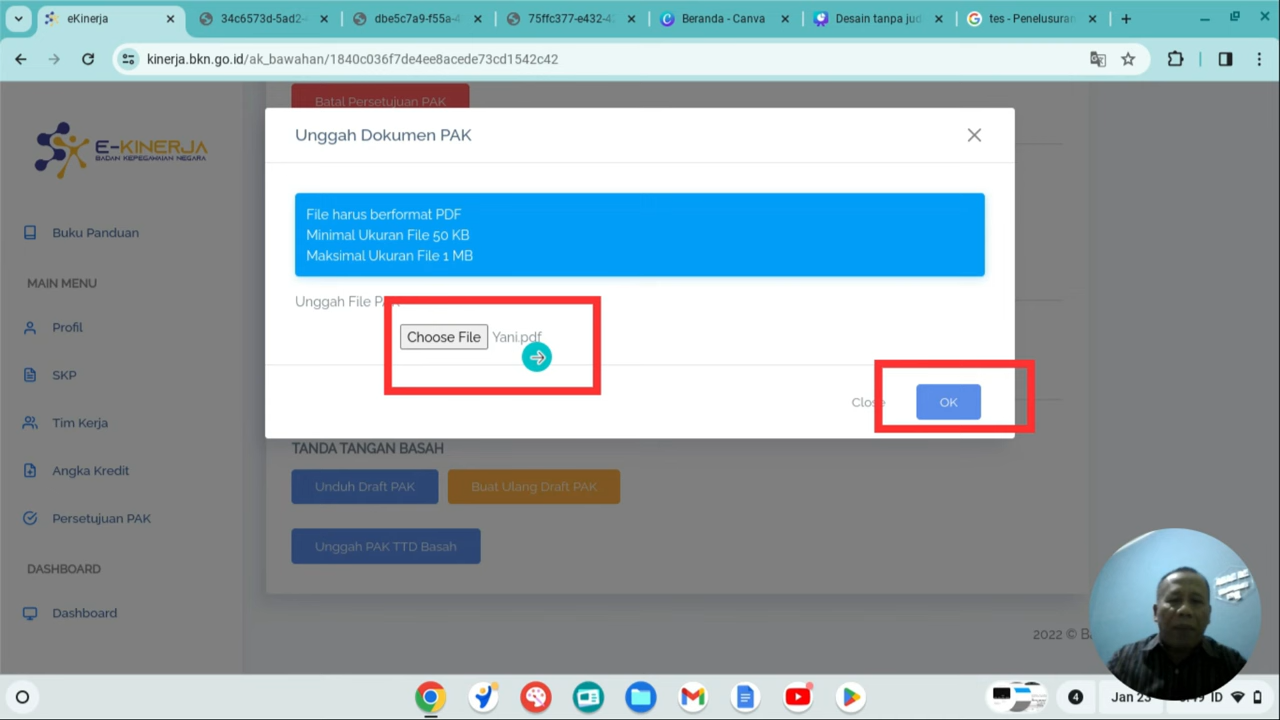 eKinerja
34c6573d-5ad2-
dbe5c7a9-f55a-4
75ffc377-e432-4
Beranda - Canva
Desain tanpa jud
tes - Penelusuran
kinerja.bkn.go.id/ak_bawahan/1840c036f7de4ee8acede73cd1542c42
Batal Persetujuan PAK
E-KINERJA
BADAN KEPEGAWAIAN NEGARA
Unggah Dokumen PAK
File harus berformat PDF
Minimal Ukuran File 50 KB
Maksimal Ukuran File 1 MB
Buku Panduan
MAIN MENU
Unggah File PAK
Profil
Choose File Yani.pdf
SKP
Close
OK
Tim Kerja
TANDA TANGAN BASAH
Angka Kredit
Unduh Draft PAK
Buat Ulang Draft PAK
Persetujuan PAK
Unggah PAK TTD Basah
DASHBOARD
Dashboard
2022 © B
4
Jan 23
ID